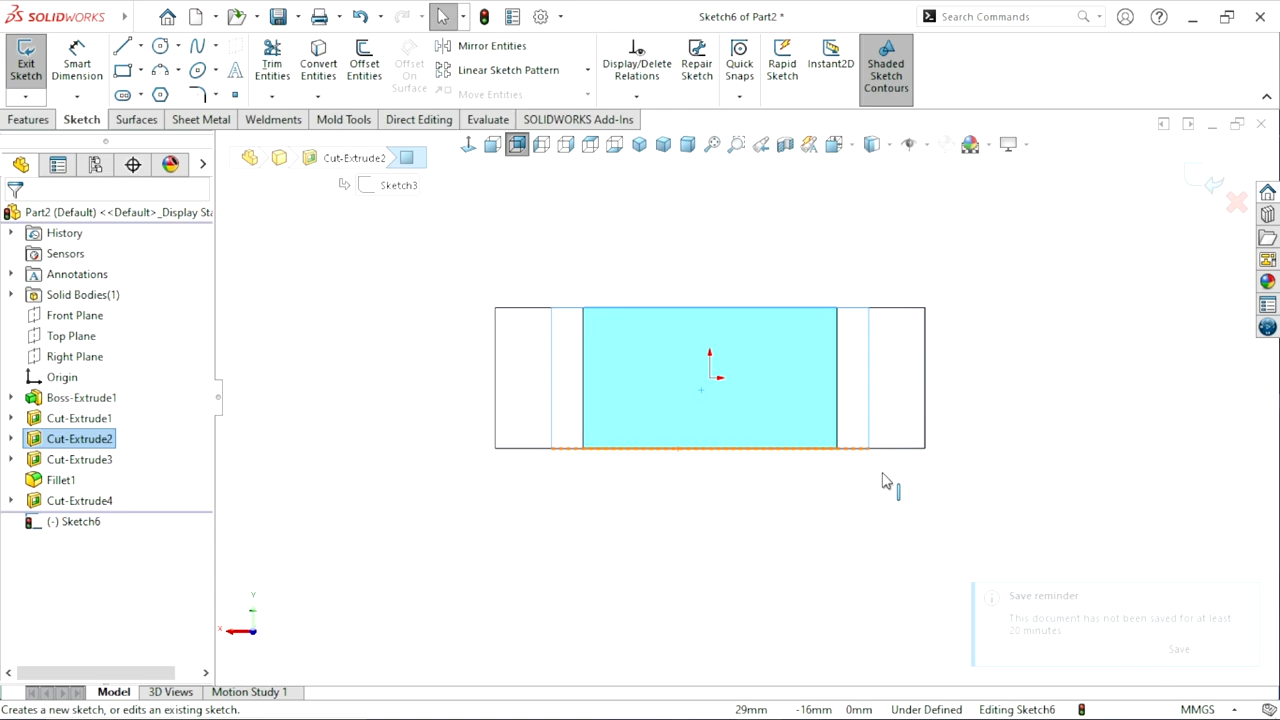 SOLIDWORKS
Sketch6 of Part2 *
Search Commands
Exit Sketch
Smart Dimension
Trim Entities
Convert Entities
Offset Entities
Offset On Surface
Mirror Entities
Linear Sketch Pattern
Move Entities
Display/Delete Relations
Repair Sketch
Quick Snaps
Rapid Sketch
Instant2D
Shaded Sketch Contours
Features
Sketch
Surfaces
Sheet Metal
Weldments
Mold Tools
Direct Editing
Evaluate
SOLIDWORKS Add-Ins
Cut-Extrude2
Sketch3
Part2 (Default) <<Default>_Display Sta
History
Sensors
Annotations
Solid Bodies(1)
Front Plane
Top Plane
Right Plane
Origin
Boss-Extrude1
Cut-Extrude1
Cut-Extrude2
Cut-Extrude3
Fillet1
Cut-Extrude4
(-) Sketch6
Y
X
Save reminder
This document has not been saved for at least
20 minutes
Save
Model
3D Views
Motion Study 1
Creates a new sketch, or edits an existing sketch.
29mm
-16mm
0mm
Under Defined
Editing Sketch6
MMGS